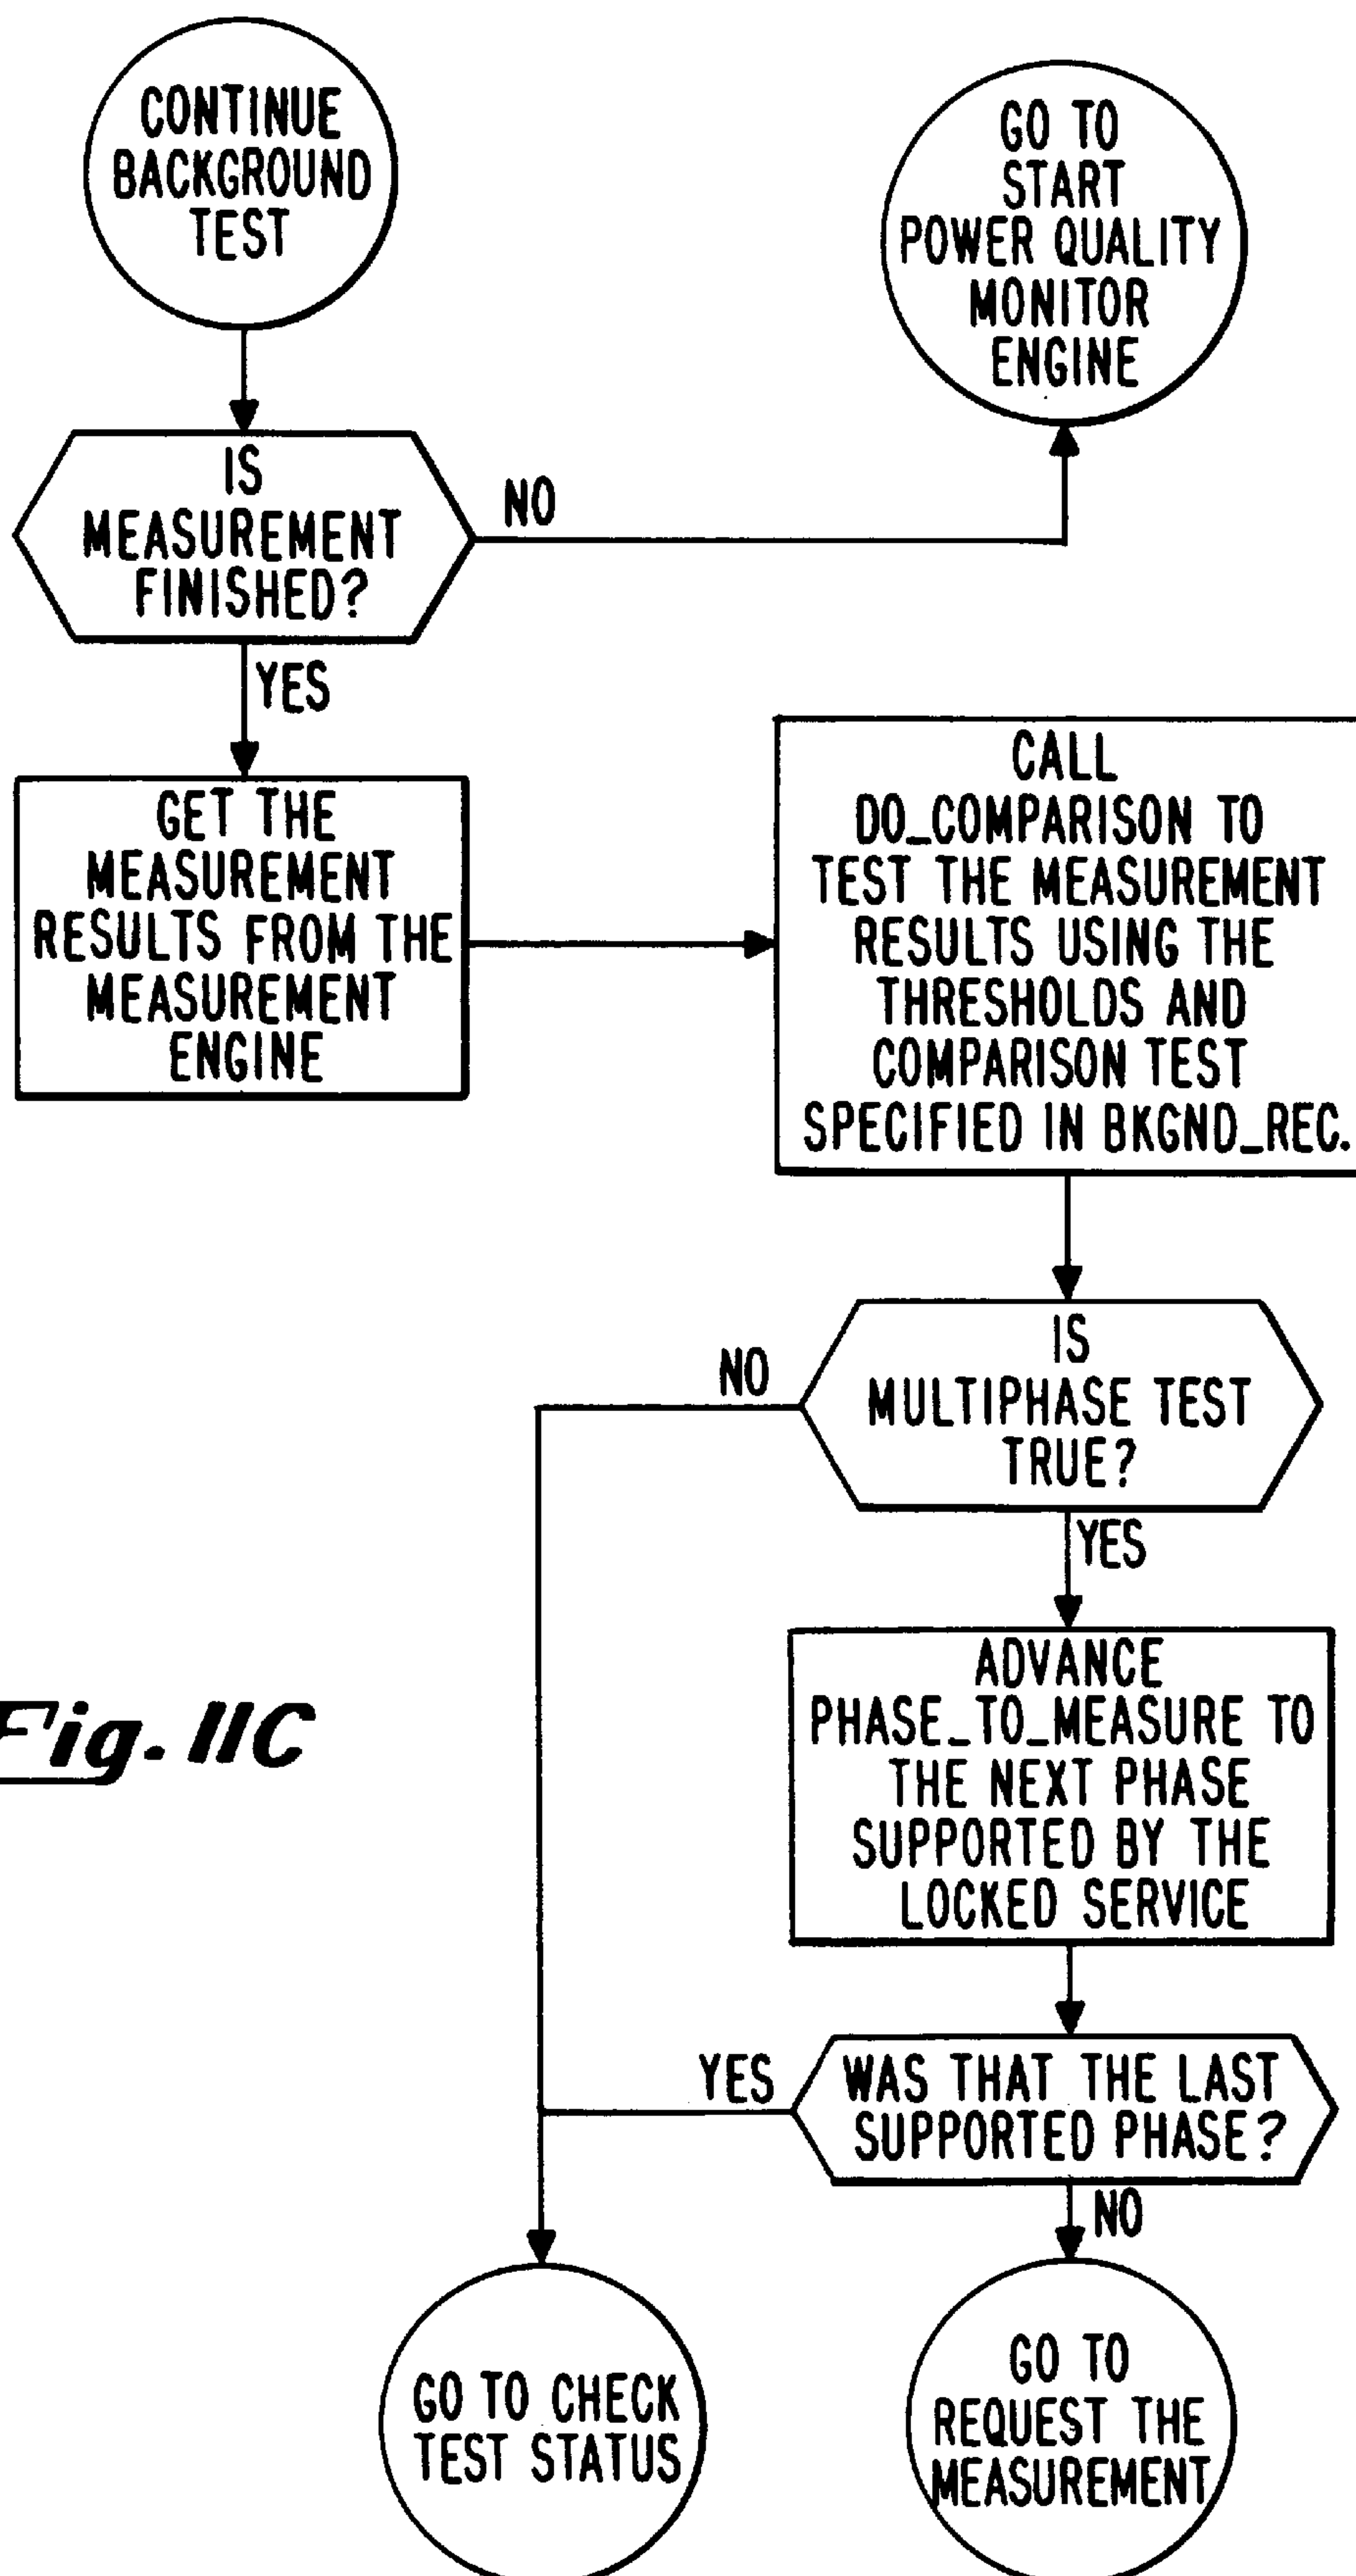 CONTINUE
BACKGROUND
TEST
GO TO
START
POWER QUALITY
MONITOR
ENGINE
IS
MEASUREMENT
FINISHED?
NO
YES
GET THE
MEASUREMENT
RESULTS FROM THE
MEASUREMENT
ENGINE
CALL
DO_COMPARISON TO
TEST THE MEASUREMENT
RESULTS USING THE
THRESHOLDS AND
COMPARISON TEST
SPECIFIED IN BKGND_REC.
IS
MULTIPHASE TEST
TRUE?
NO
YES
ADVANCE
PHASE_TO_MEASURE TO
THE NEXT PHASE
SUPPORTED BY THE
LOCKED SERVICE
Fig. 11C
WAS THAT THE LAST
SUPPORTED PHASE?
YES
NO
GO TO CHECK
TEST STATUS
GO TO
REQUEST THE
MEASUREMENT